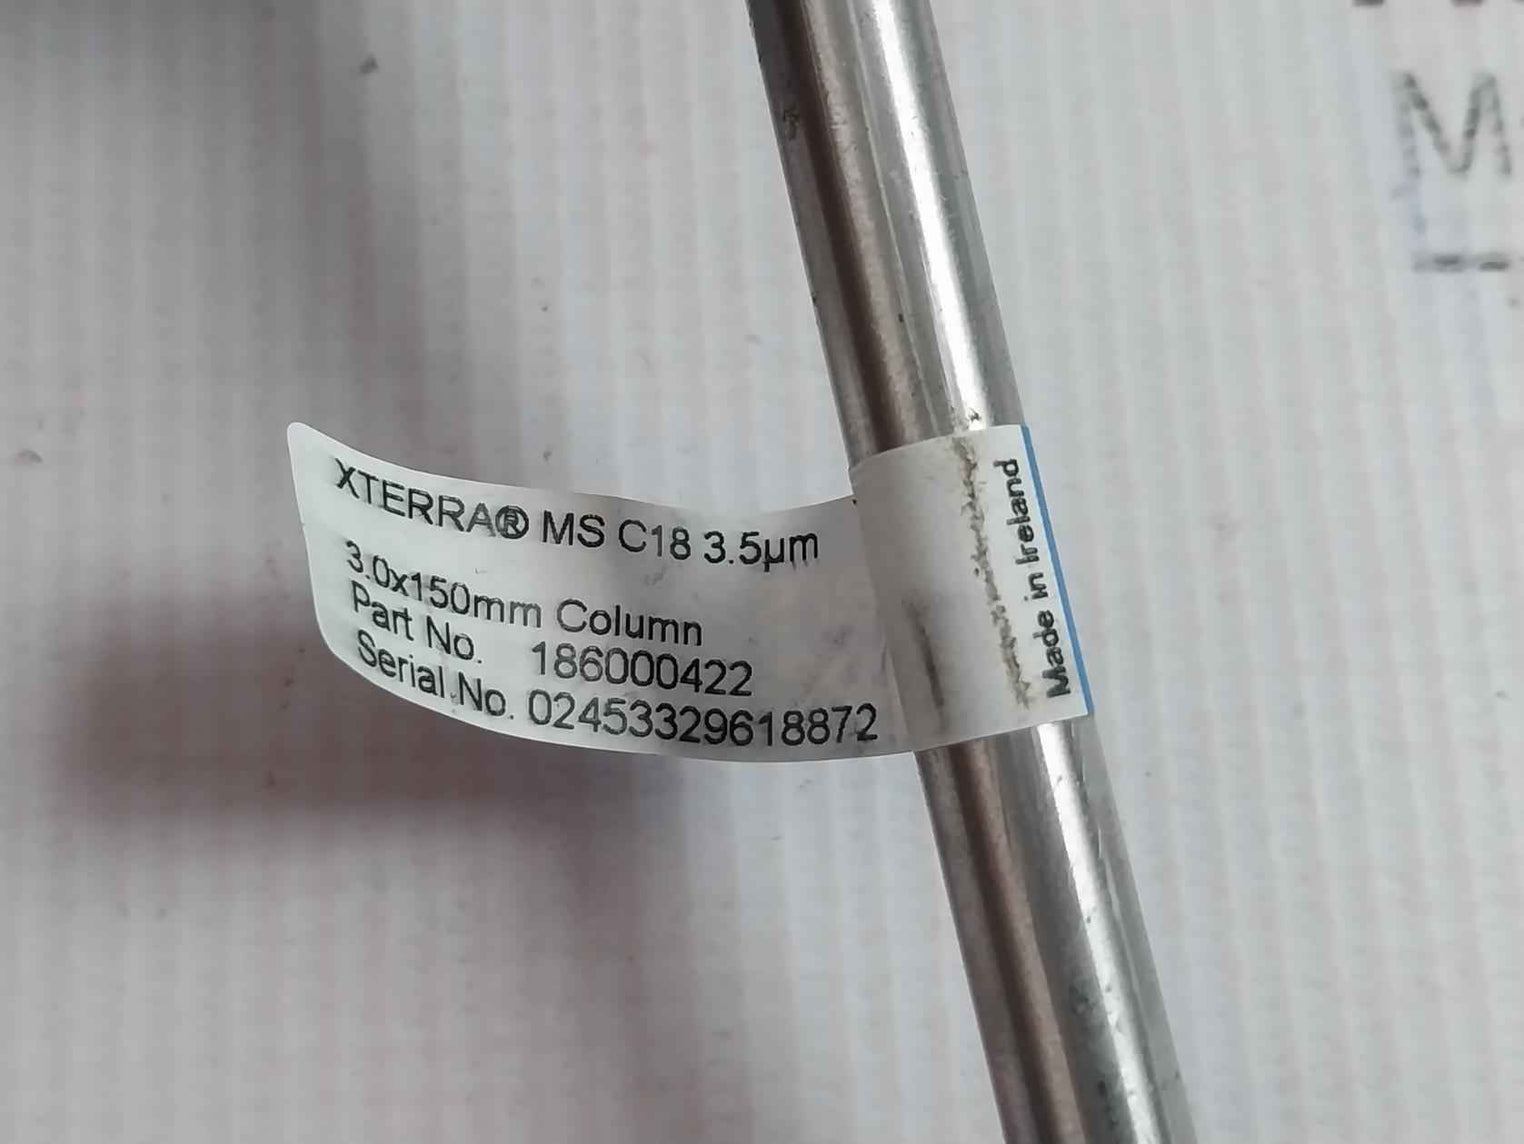 XTERRA® MS C18 3.5µm
3.0x150mm Column
Part No. 186000422
Serial No. 02453329618872
Made in Ireland